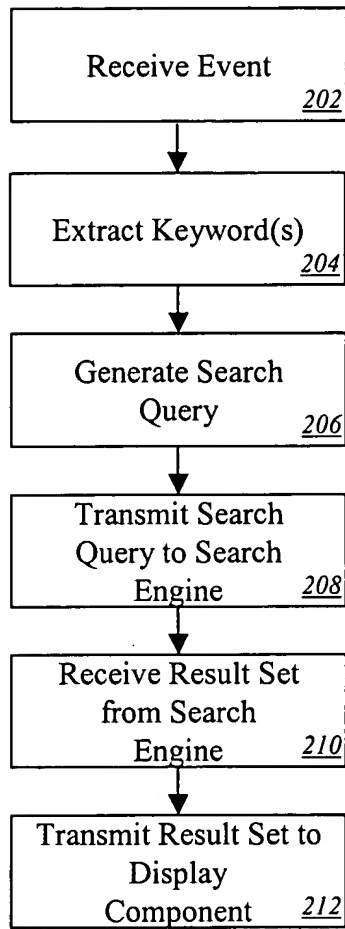 Receive Event
202
Extract Keyword(s)
204
Generate Search
Query
206
Transmit Search
Query to Search
Engine
208
Receive Result Set
from Search
Engine
210
Transmit Result Set to
Display
Component
212